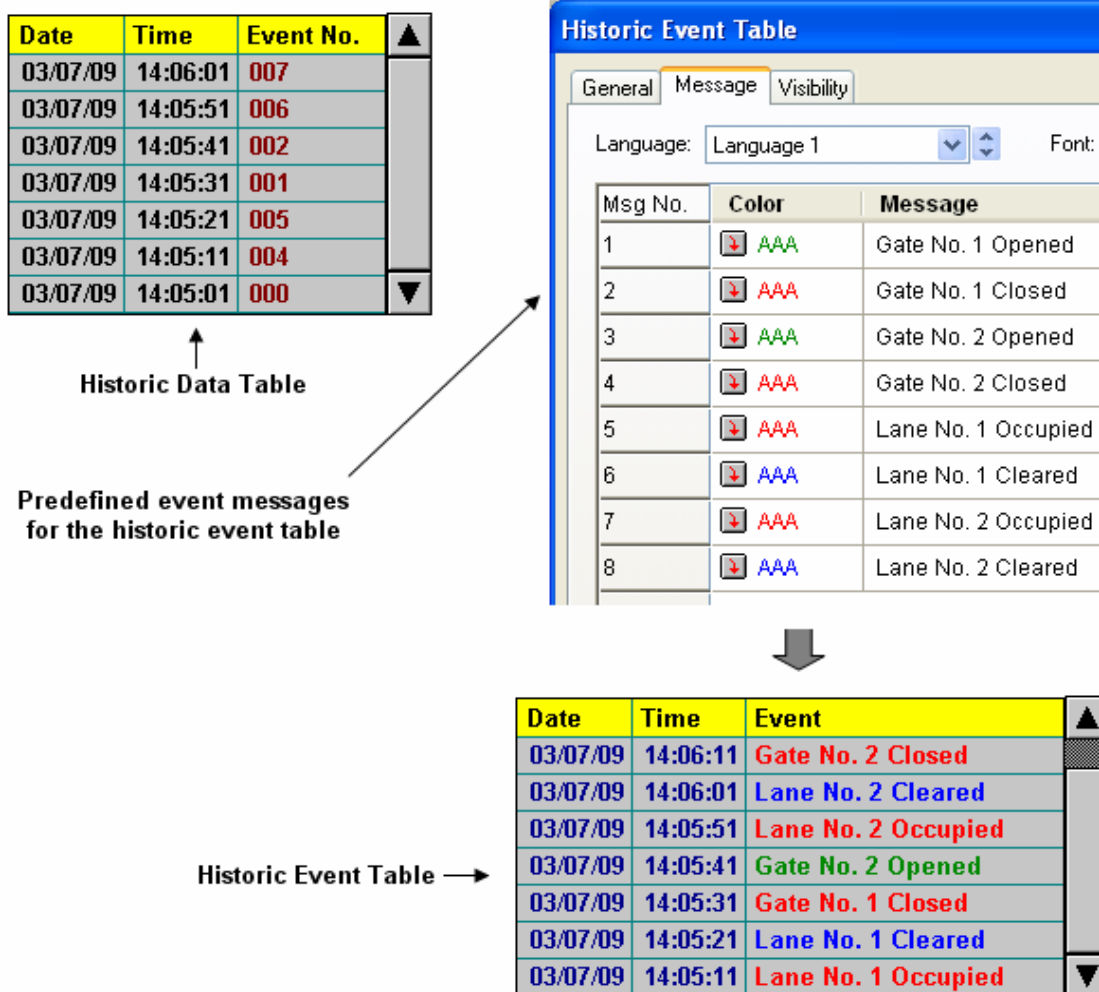 Date Time Event No.
03/07/09 14:06:01 007
03/07/09 14:05:51 006
03/07/09 14:05:41 002
03/07/09 14:05:31 001
03/07/09 14:05:21 005
03/07/09 14:05:11 004
03/07/09 14:05:01 000
Historic Data Table
Predefined event messages
for the historic event table
Historic Event Table
General Message Visibility
Language: Language 1 Font:
Msg No. Color Message
1 AAA Gate No. 1 Opened
2 AAA Gate No. 1 Closed
3 AAA Gate No. 2 Opened
4 AAA Gate No. 2 Closed
5 AAA Lane No. 1 Occupied
6 AAA Lane No. 1 Cleared
7 AAA Lane No. 2 Occupied
8 AAA Lane No. 2 Cleared
Historic Event Table
Date Time Event
03/07/09 14:06:11 Gate No. 2 Closed
03/07/09 14:06:01 Lane No. 2 Cleared
03/07/09 14:05:51 Lane No. 2 Occupied
03/07/09 14:05:41 Gate No. 2 Opened
03/07/09 14:05:31 Gate No. 1 Closed
03/07/09 14:05:21 Lane No. 1 Cleared
03/07/09 14:05:11 Lane No. 1 Occupied